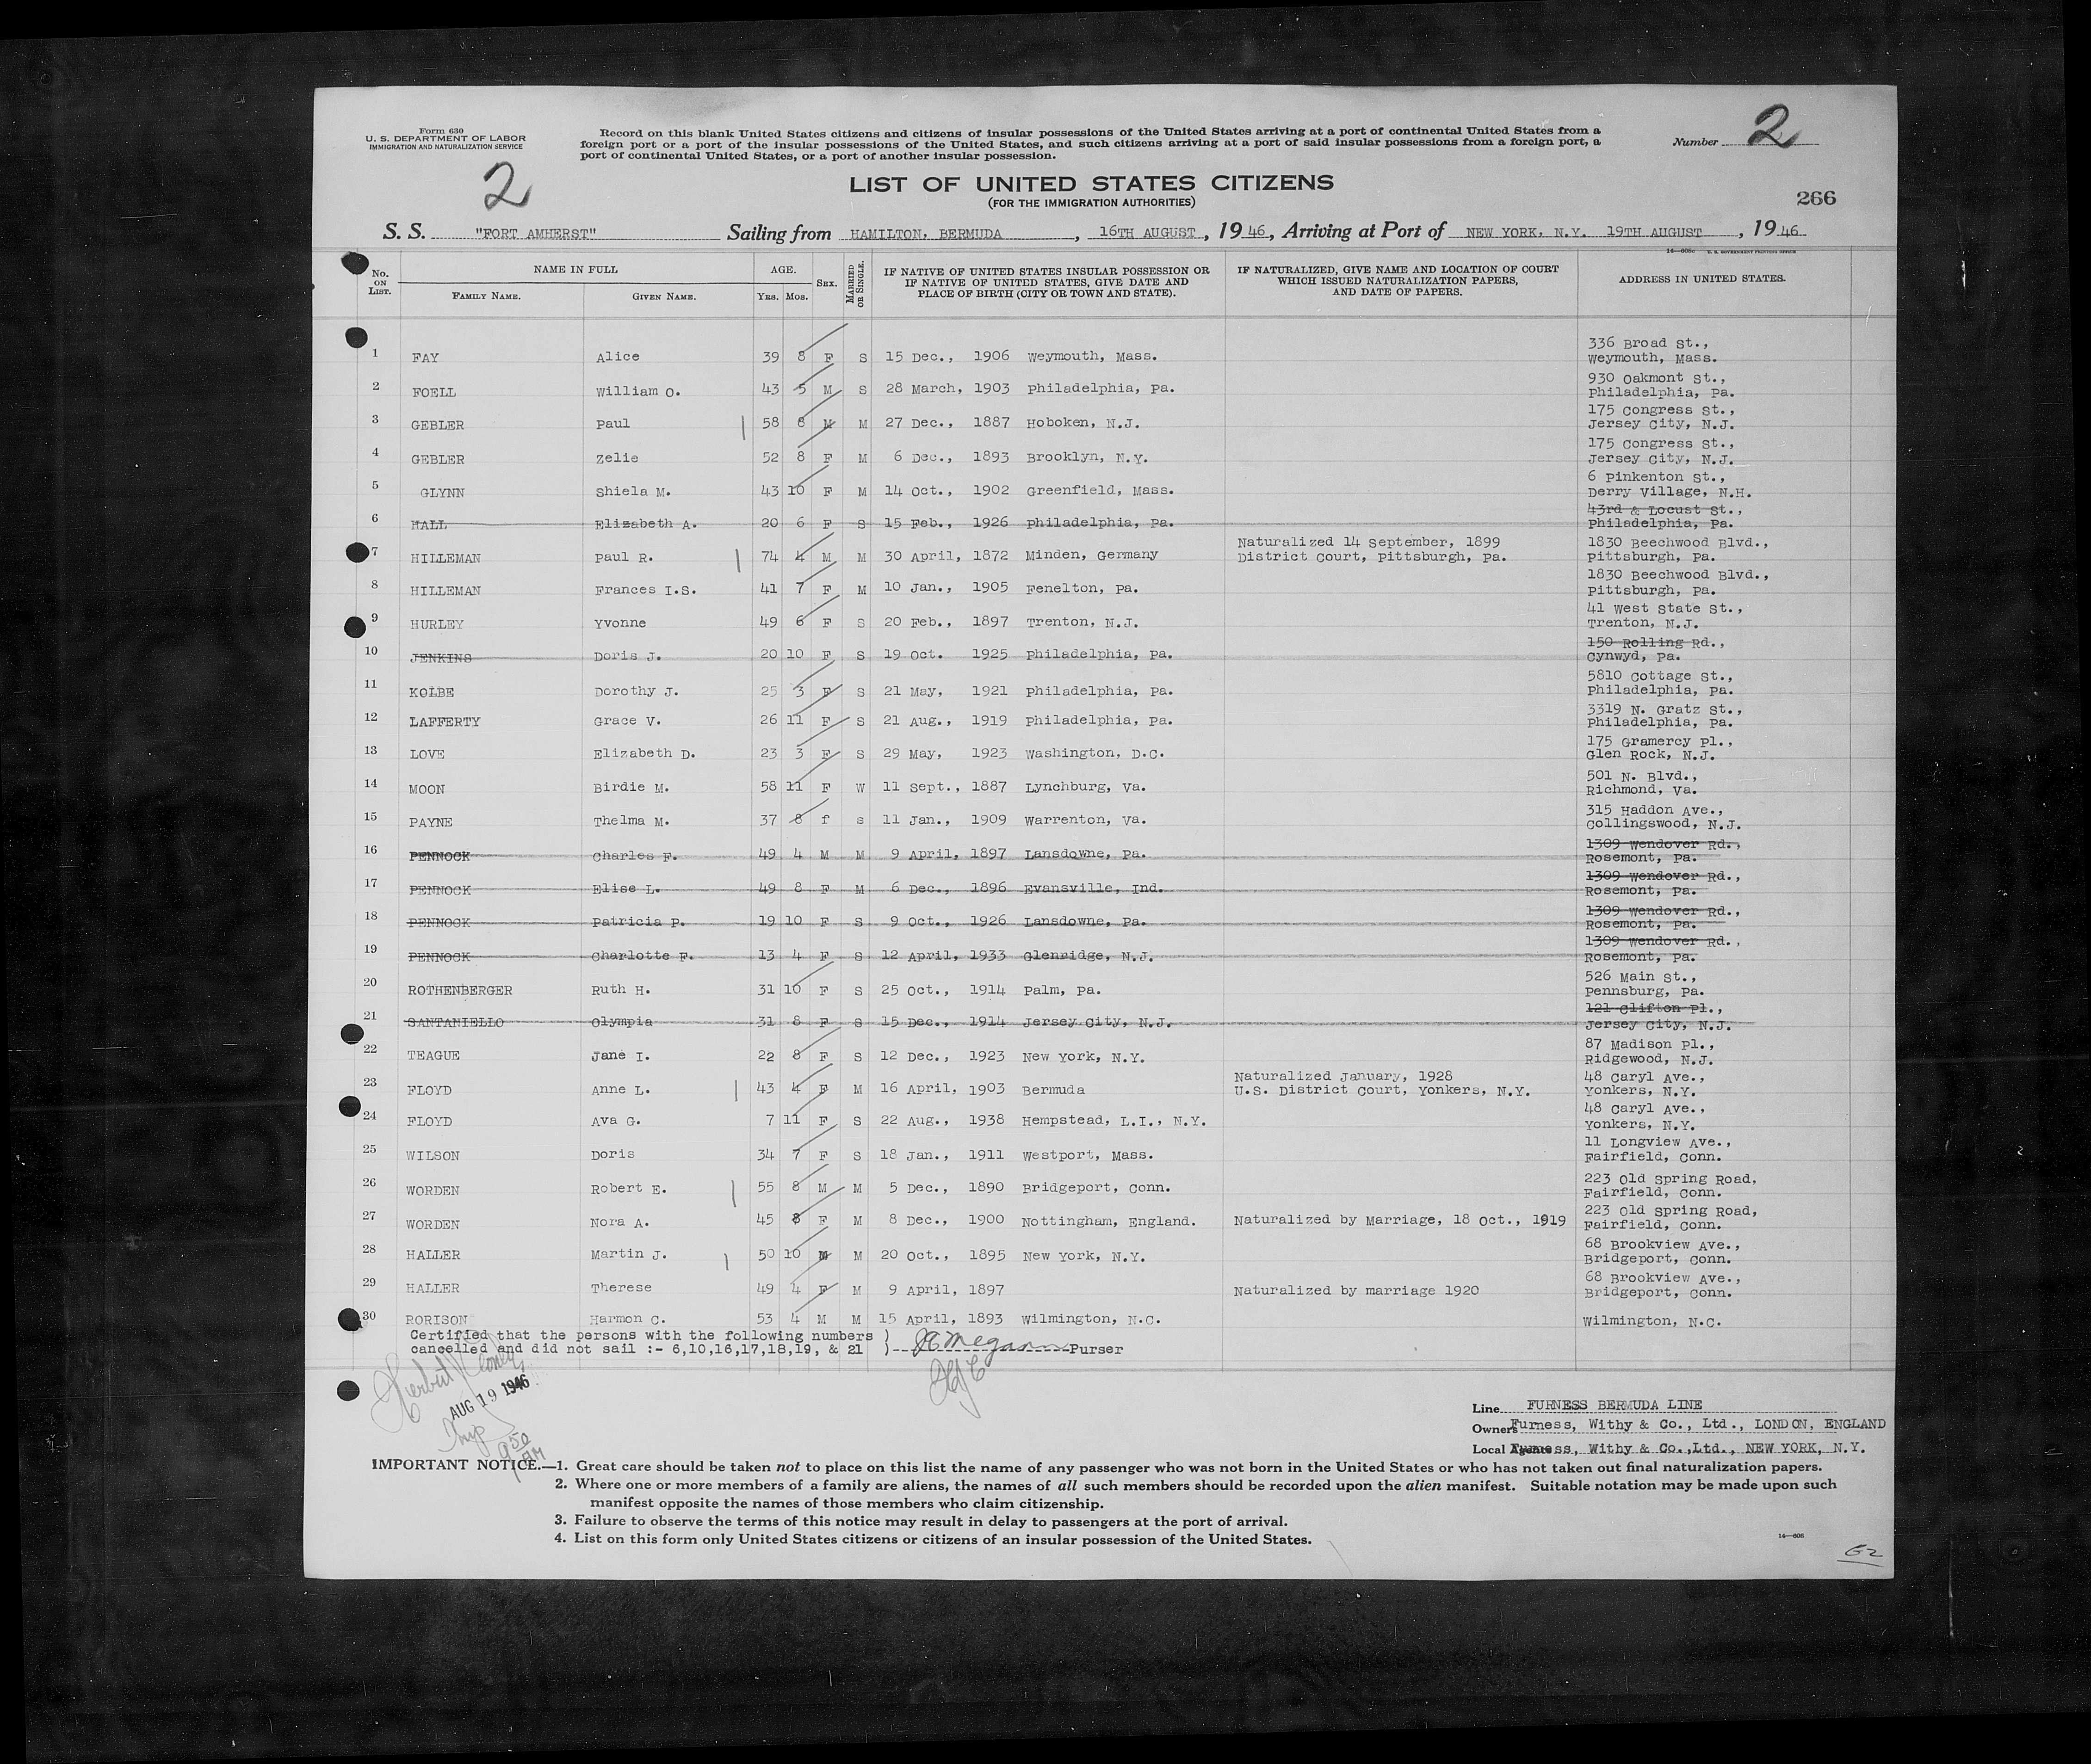 Form 630
U. S. DEPARTMENT OF LABOR
IMMIGRATION AND NATURALIZATION SERVICE
Record on this blank United States citizens and citizens of insular possessions of the United States arriving at a port of continental United States from a
foreign port or a port of the insular possessions of the United States, and such citizens arriving at a port of said insular possessions from a foreign port, a
port of continental United States, or a port of another insular possession.
Number 2
2
LIST OF UNITED STATES CITIZENS
(FOR THE IMMIGRATION AUTHORITIES)
266
S. S. "FORT AMHERST" Sailing from HAMILTON, BERMUDA, 16TH AUGUST, 1946, Arriving at Port of NEW YORK, N.Y. 19TH AUGUST, 1946
No. ON LIST.
NAME IN FULL
FAMILY NAME.
GIVEN NAME.
AGE.
YRS. MOS.
SEX.
MARRIED OR SINGLE.
IF NATIVE OF UNITED STATES INSULAR POSSESSION OR
IF NATIVE OF UNITED STATES, GIVE DATE AND
PLACE OF BIRTH (CITY OR TOWN AND STATE).
IF NATURALIZED, GIVE NAME AND LOCATION OF COURT
WHICH ISSUED NATURALIZATION PAPERS,
AND DATE OF PAPERS.
ADDRESS IN UNITED STATES.
336 Broad St.,
1 FAY Alice 39 8 F S 15 Dec., 1906 Weymouth, Mass. Weymouth, Mass.
930 Oakmont St.,
2 FOELL William O. 43 5 M S 28 March, 1903 Philadelphia, Pa. Philadelphia, Pa.
175 Congress St.,
3 GEBLER Paul 58 8 M M 27 Dec., 1887 Hoboken, N.J. Jersey City, N.J.
175 Congress St.,
4 GEBLER Zelie 52 8 F M 6 Dec., 1893 Brooklyn, N.Y. Jersey City, N.J.
6 Pinkenton St.,
5 GLYNN Shiela M. 43 10 F M 14 Oct., 1902 Greenfield, Mass. Derry Village, N.H.
43rd & Locust St.,
6 HALL Elizabeth A. 20 6 F S 15 Feb., 1926 Philadelphia, Pa. Philadelphia, Pa.
Naturalized 14 September, 1899 1830 Beechwood Blvd.,
7 HILLEMAN Paul R. 74 4 M M 30 April, 1872 Minden, Germany District Court, Pittsburgh, Pa. Pittsburgh, Pa.
1830 Beechwood Blvd.,
8 HILLEMAN Frances I.S. 41 7 F M 10 Jan., 1905 Fenelton, Pa. Pittsburgh, Pa.
41 West State St.,
9 HURLEY Yvonne 49 6 F S 20 Feb., 1897 Trenton, N.J. Trenton, N.J.
150 Rolling Rd.,
10 JENKINS Doris J. 20 10 F S 19 Oct. 1925 Philadelphia, Pa. Cynwyd, Pa.
5810 Cottage St.,
11 KOLBE Dorothy J. 25 3 F S 21 May, 1921 Philadelphia, Pa. Philadelphia, Pa.
3319 N. Gratz St.,
12 LAFFERTY Grace V. 26 11 F S 21 Aug., 1919 Philadelphia, Pa. Philadelphia, Pa.
175 Gramercy Pl.,
13 LOVE Elizabeth D. 23 3 F S 29 May, 1923 Washington, D.C. Glen Rock, N.J.
501 N. Blvd.,
14 MOON Birdie M. 58 11 F W 11 Sept., 1887 Lynchburg, Va. Richmond, Va.
315 Haddon Ave.,
15 PAYNE Thelma M. 37 8 f s 11 Jan., 1909 Warrenton, Va. Collingswood, N.J.
1309 Wendover Rd.,
16 PENNOCK Charles F. 49 4 M M 9 April, 1897 Lansdowne, Pa. Rosemont, Pa.
1309 Wendover Rd.,
17 PENNOCK Elise L. 49 8 F M 6 Dec., 1896 Evansville, Ind. Rosemont, Pa.
1309 Wendover Rd.,
18 PENNOCK Patricia P. 19 10 F S 9 Oct., 1926 Lansdowne, Pa. Rosemont, Pa.
1309 Wendover Rd.,
19 PENNOCK Charlotte F. 13 4 F S 12 April, 1933 Glenridge, N.J. Rosemont, Pa.
526 Main St.,
20 ROTHENBERGER Ruth H. 31 10 F S 25 Oct., 1914 Palm, Pa. Pennsburg, Pa.
121 Clifton Pl.,
21 SANTANIELLO Olympia 31 8 F S 15 Dec., 1914 Jersey City, N.J. Jersey City, N.J.
87 Madison Pl.,
22 TEAGUE Jane I. 22 8 F S 12 Dec., 1923 New York, N.Y. Ridgewood, N.J.
Naturalized January, 1928 48 Caryl Ave.,
23 FLOYD Anne L. 43 4 F M 16 April, 1903 Bermuda U.S. District Court, Yonkers, N.Y. Yonkers, N.Y.
48 Caryl Ave.,
24 FLOYD Ava G. 7 11 F S 22 Aug., 1938 Hempstead, L.I., N.Y. Yonkers, N.Y.
11 Longview Ave.,
25 WILSON Doris 34 7 F S 18 Jan., 1911 Westport, Mass. Fairfield, Conn.
223 Old Spring Road,
26 WORDEN Robert E. 55 8 M M 5 Dec., 1890 Bridgeport, Conn. Fairfield, Conn.
223 Old Spring Road,
27 WORDEN Nora A. 45 8 F M 8 Dec., 1900 Nottingham, England. Naturalized by Marriage, 18 Oct., 1919 Fairfield, Conn.
68 Brookview Ave.,
28 HALLER Martin J. 50 10 M M 20 Oct., 1895 New York, N.Y. Bridgeport, Conn.
68 Brookview Ave.,
29 HALLER Therese 49 4 F M 9 April, 1897 Naturalized by marriage 1920 Bridgeport, Conn.
30 RORISON Harmon C. 53 4 M M 15 April, 1893 Wilmington, N.C. Wilmington, N.C.
Certified that the persons with the following numbers )
cancelled and did not sail :- 6,10,16,17,18,19, & 21 ) Purser
AUG 19 1946
9 50 AM
Line FURNESS BERMUDA LINE
Owners Furness, Withy & Co., Ltd., LONDON, ENGLAND
Local Agents Furness, Withy & Co.,Ltd., NEW YORK, N.Y.
IMPORTANT NOTICE.—1. Great care should be taken not to place on this list the name of any passenger who was not born in the United States or who has not taken out final naturalization papers.
2. Where one or more members of a family are aliens, the names of all such members should be recorded upon the alien manifest. Suitable notation may be made upon such
manifest opposite the names of those members who claim citizenship.
3. Failure to observe the terms of this notice may result in delay to passengers at the port of arrival.
4. List on this form only United States citizens or citizens of an insular possession of the United States.